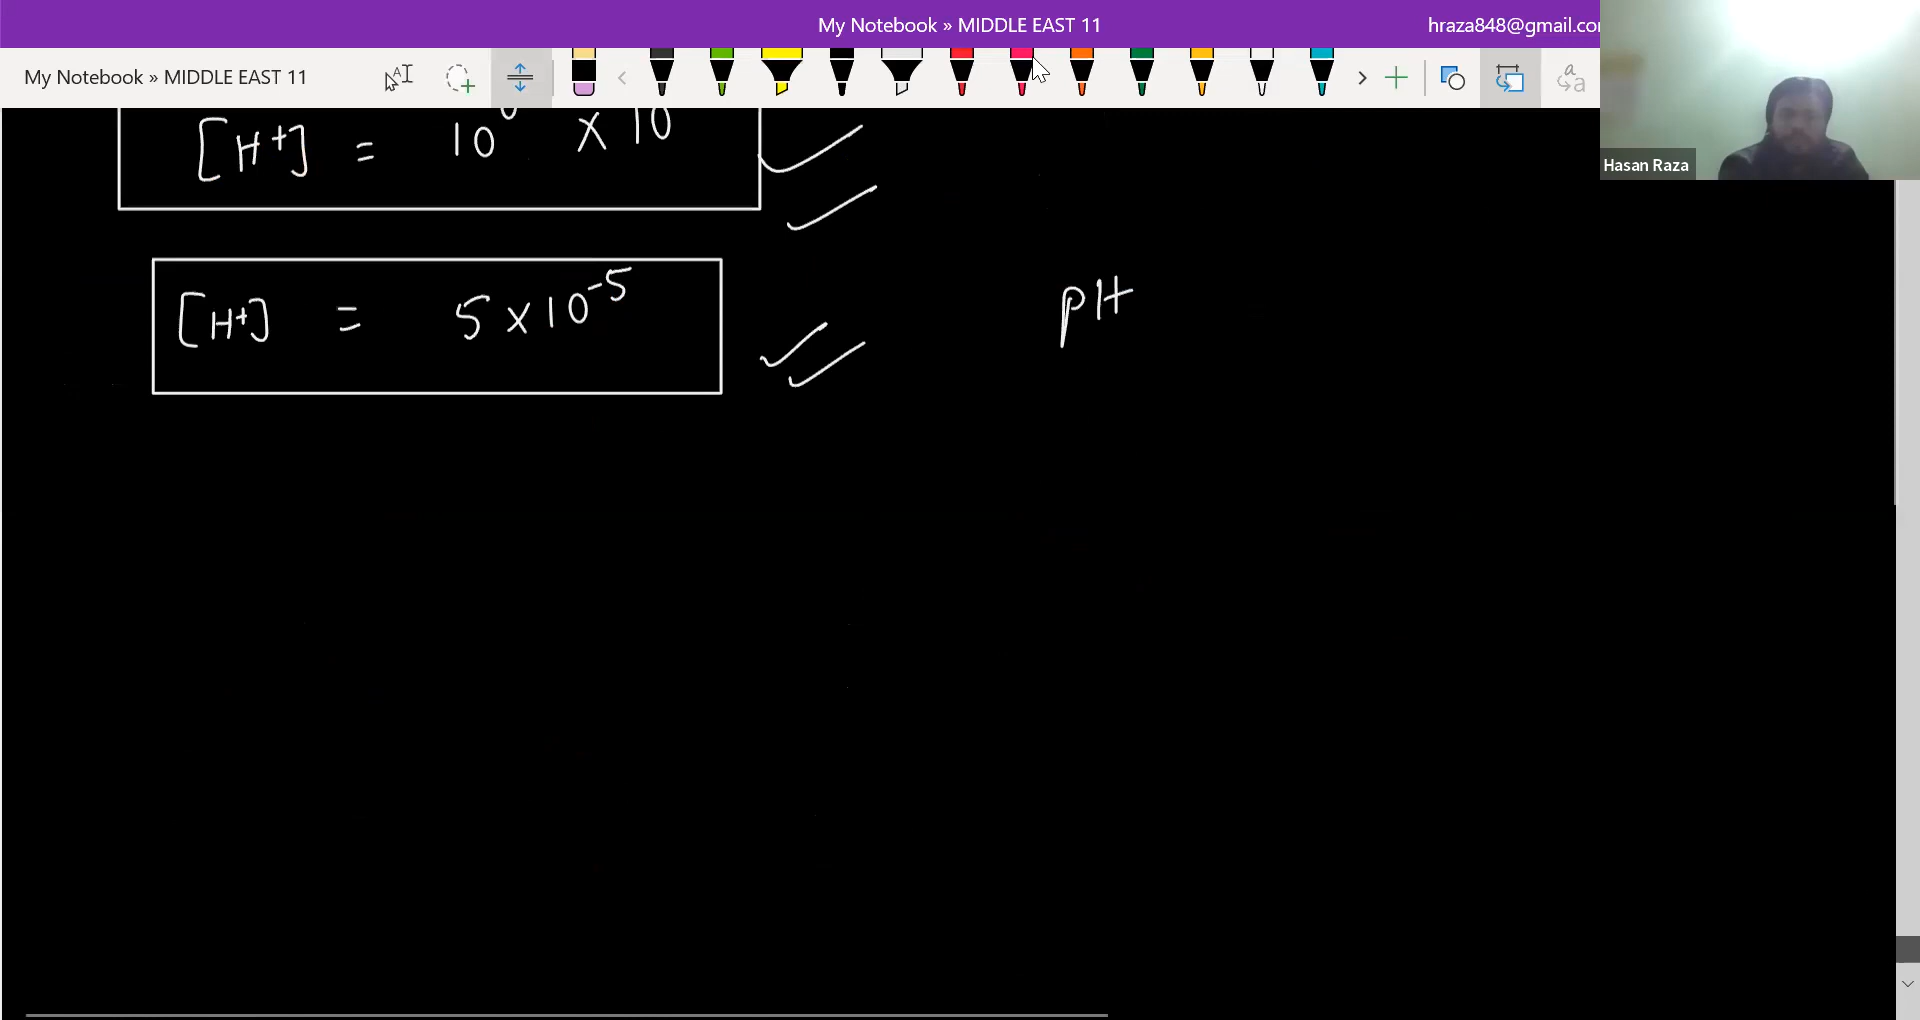 My Notebook » MIDDLE EAST 11
hraza848@gmail.co
My Notebook » MIDDLE EAST 11
Hasan Raza
[H+] = 10 × 10
[H+] = 5 × 10⁻⁵
pH